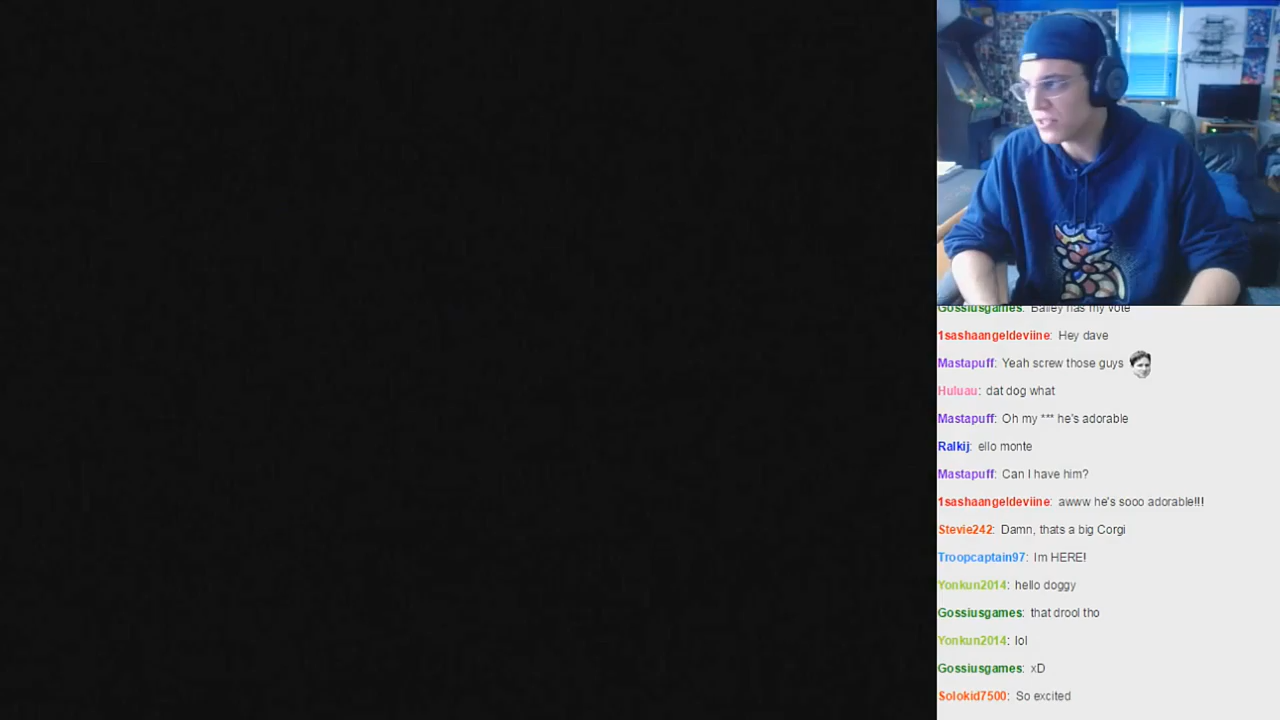 Gossiusgames: Bailey has my vote
1sashaangeldeviine: Hey dave
Mastapuff: Yeah screw those guys
Huluau: dat dog what
Mastapuff: Oh my *** he's adorable
Ralkij: ello monte
Mastapuff: Can I have him?
1sashaangeldeviine: awww he's sooo adorable!!!
Stevie242: Damn, thats a big Corgi
Troopcaptain97: Im HERE!
Yonkun2014: hello doggy
Gossiusgames: that drool tho
Yonkun2014: lol
Gossiusgames: xD
Solokid7500: So excited